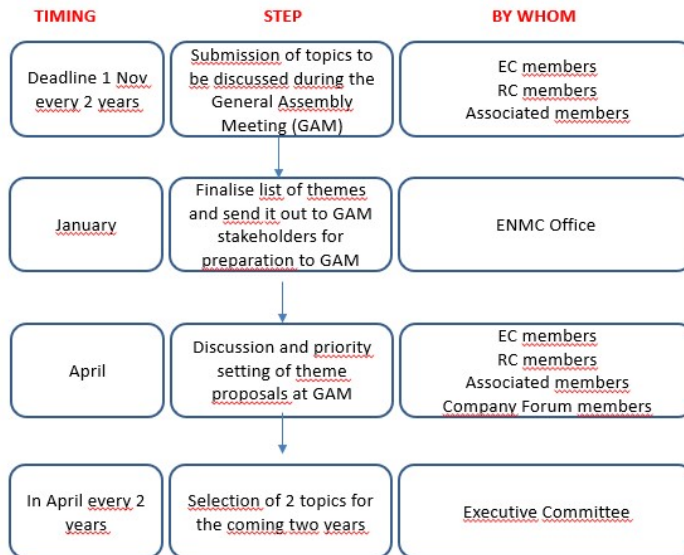 TIMING
STEP
BY WHOM
Deadline 1 Nov
every 2 years
Submission of topics to
be discussed during the
General Assembly
Meeting (GAM)
EC members
RC members
Associated members
January
Finalise list of themes
and send it out to GAM
stakeholders for
preparation to GAM
ENMC Office
April
Discussion and priority
setting of theme
proposals at GAM
EC members
RC members
Associated members
Company Forum members
In April every 2
years
Selection of 2 topics for
the coming two years
Executive Committee